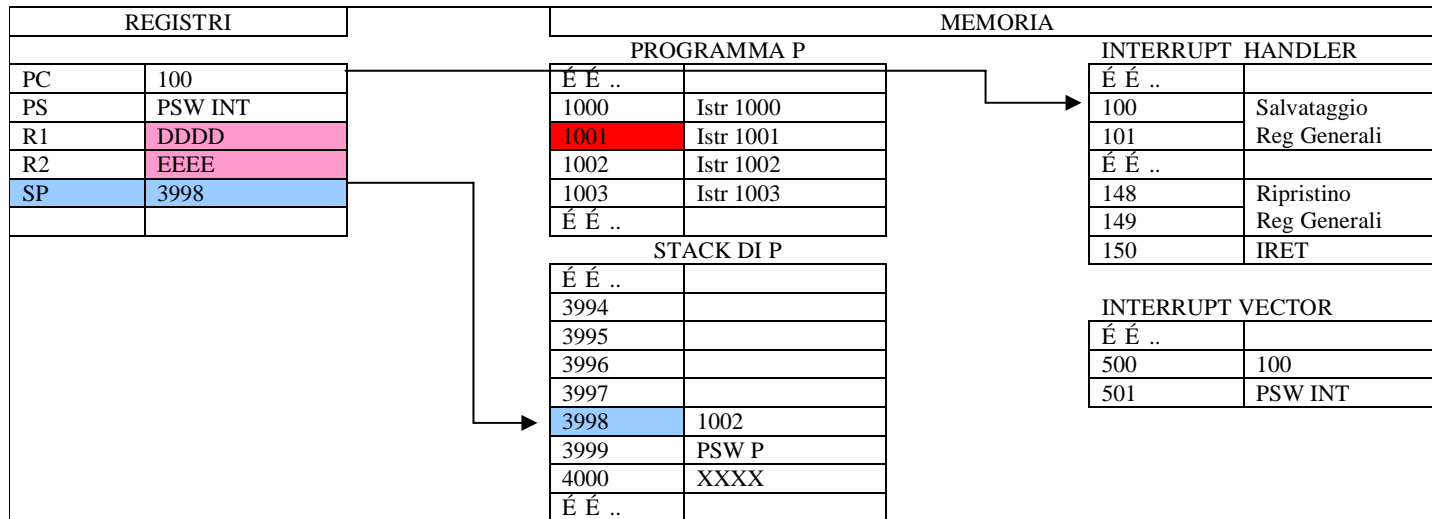 REGISTRI MEMORIA
PROGRAMMA P INTERRUPT HANDLER
PC 100 É É .. É É ..
PS PSW INT 1000 Istr 1000 100 Salvataggio
R1 DDDD 1001 Istr 1001 101 Reg Generali
R2 EEEE 1002 Istr 1002 É É ..
SP 3998 1003 Istr 1003 148 Ripristino
É É .. 149 Reg Generali
STACK DI P 150 IRET
É É ..
3994 INTERRUPT VECTOR
3995 É É ..
3996 500 100
3997 501 PSW INT
3998 1002
3999 PSW P
4000 XXXX
É É ..